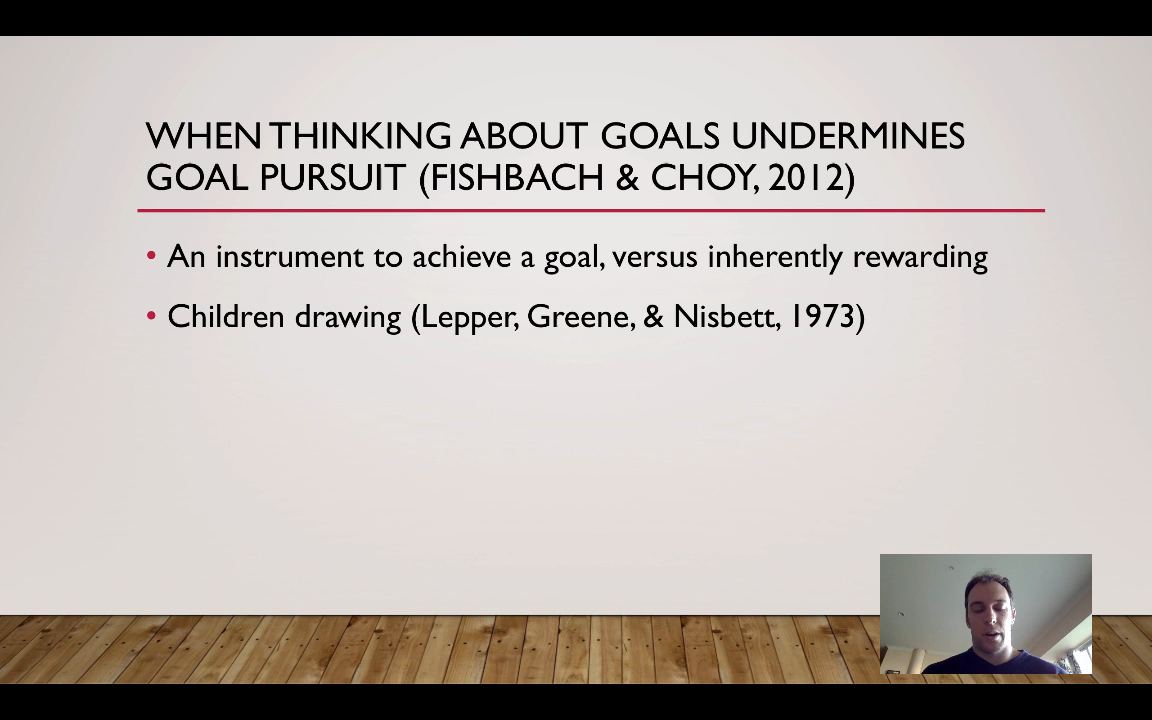 WHEN THINKING ABOUT GOALS UNDERMINES
GOAL PURSUIT (FISHBACH & CHOY, 2012)
• An instrument to achieve a goal, versus inherently rewarding
• Children drawing (Lepper, Greene, & Nisbett, 1973)